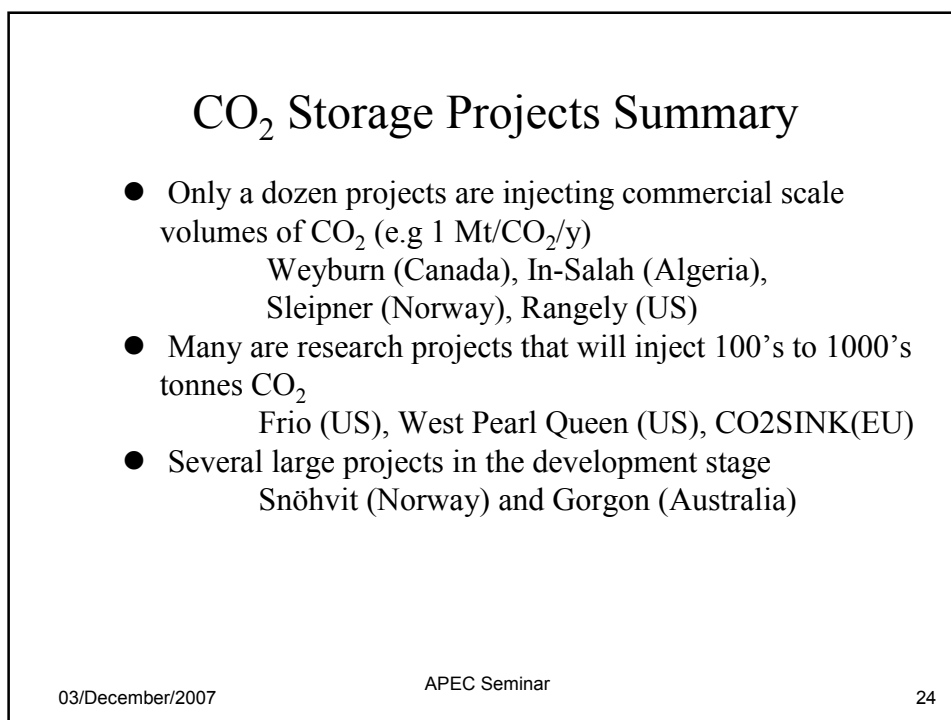 CO₂ Storage Projects Summary
● Only a dozen projects are injecting commercial scale
volumes of CO₂ (e.g 1 Mt/CO₂/y)
Weyburn (Canada), In-Salah (Algeria),
Sleipner (Norway), Rangely (US)
● Many are research projects that will inject 100's to 1000's
tonnes CO₂
Frio (US), West Pearl Queen (US), CO2SINK(EU)
● Several large projects in the development stage
Snöhvit (Norway) and Gorgon (Australia)
03/December/2007
APEC Seminar
24